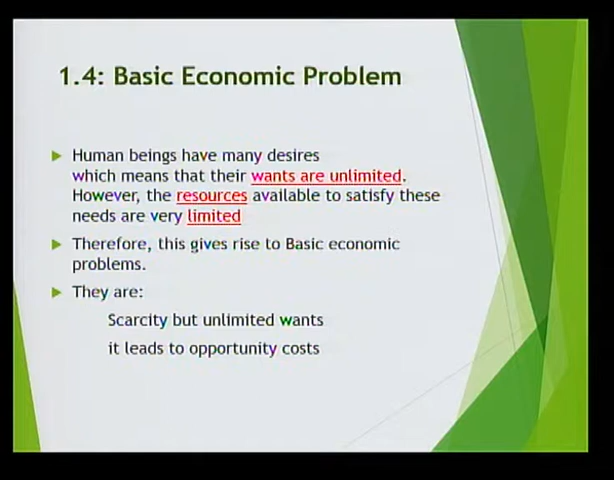 1.4: Basic Economic Problem
Human beings have many desires
which means that their wants are unlimited.
However, the resources available to satisfy these
needs are very limited
Therefore, this gives rise to Basic economic
problems.
They are:
Scarcity but unlimited wants
it leads to opportunity costs